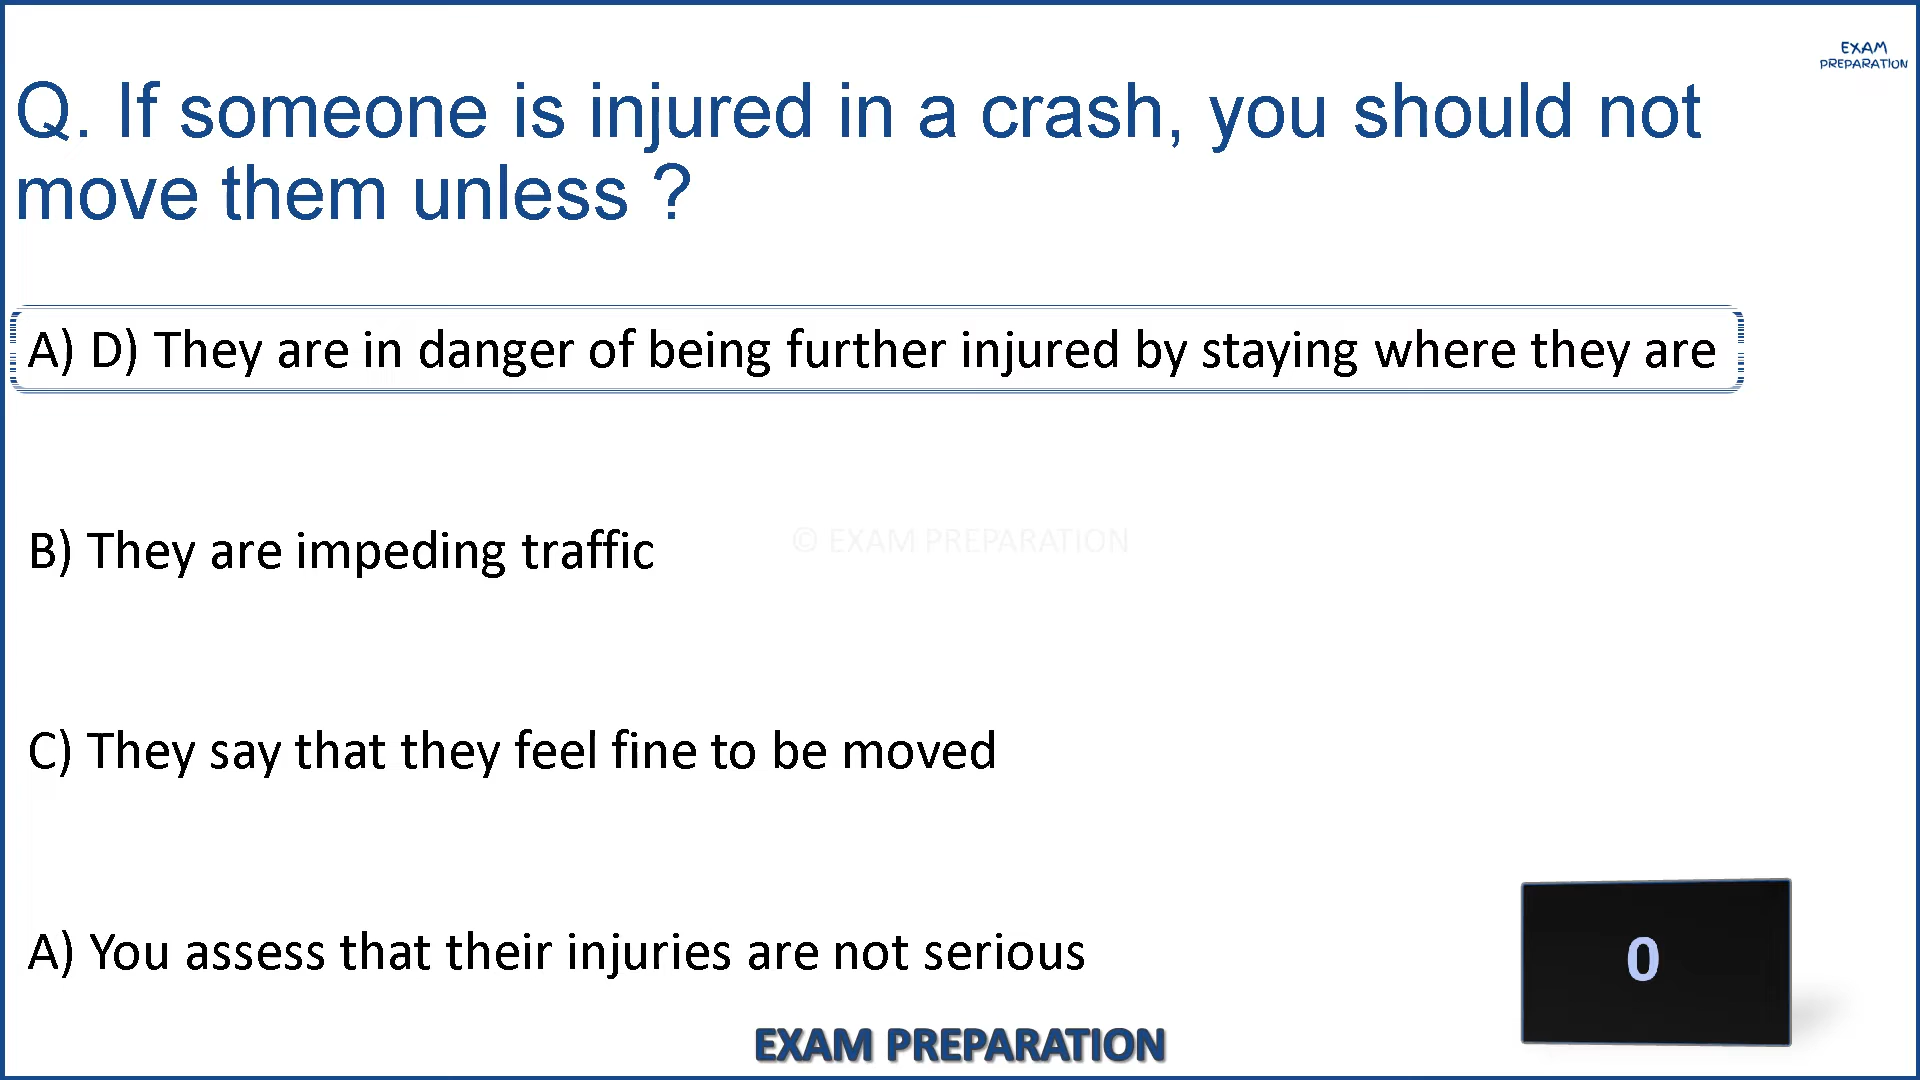 EXAM
PREPARATION
Q. If someone is injured in a crash, you should not
move them unless ?
A) D) They are in danger of being further injured by staying where they are
B) They are impeding traffic
© EXAM PREPARATION
C) They say that they feel fine to be moved
A) You assess that their injuries are not serious
0
EXAM PREPARATION